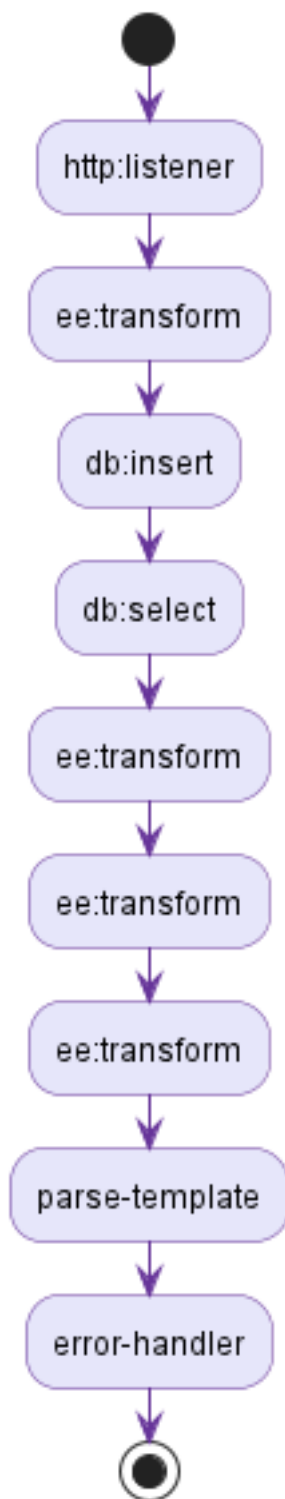 http:listener
ee:transform
db:insert
db:select
ee:transform
ee:transform
ee:transform
parse-template
error-handler